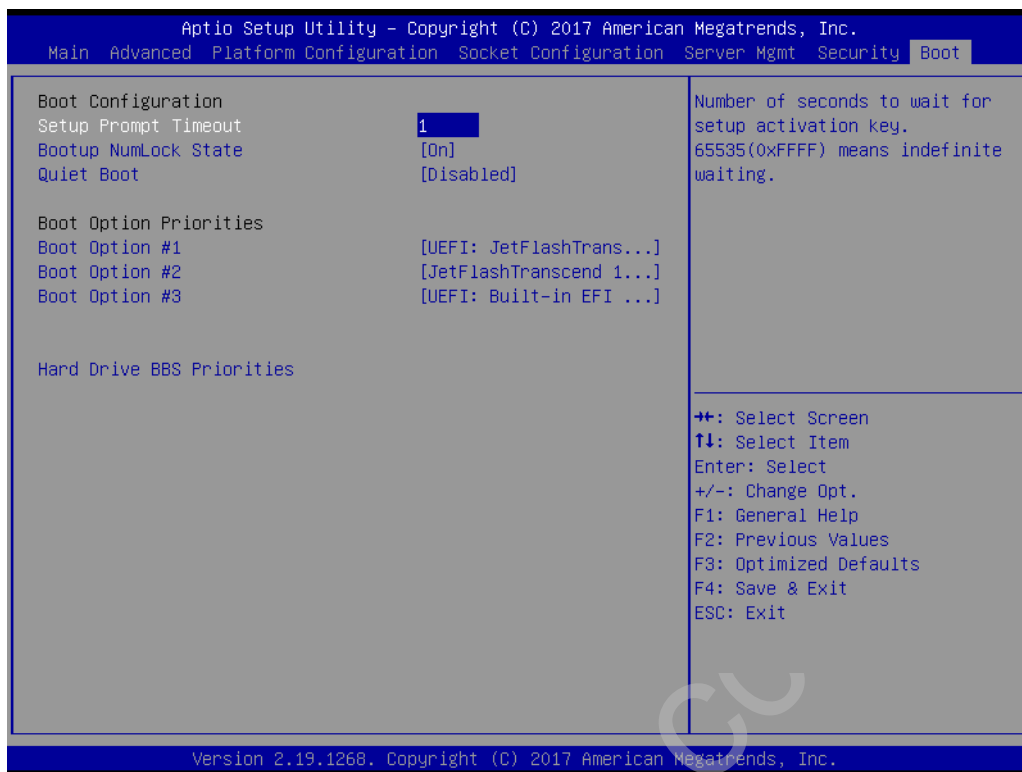 Aptio Setup Utility – Copyright (C) 2017 American Megatrends, Inc.
Main Advanced Platform Configuration Socket Configuration Server Mgmt Security Boot
Boot Configuration
Setup Prompt Timeout 1
Bootup NumLock State [On]
Quiet Boot [Disabled]
Boot Option Priorities
Boot Option #1 [UEFI: JetFlashTrans...]
Boot Option #2 [JetFlashTranscend 1...]
Boot Option #3 [UEFI: Built-in EFI ...]
Hard Drive BBS Priorities
Number of seconds to wait for
setup activation key.
65535(0xFFFF) means indefinite
waiting.
→←: Select Screen
↑↓: Select Item
Enter: Select
+/-: Change Opt.
F1: General Help
F2: Previous Values
F3: Optimized Defaults
F4: Save & Exit
ESC: Exit
Version 2.19.1268. Copyright (C) 2017 American Megatrends, Inc.